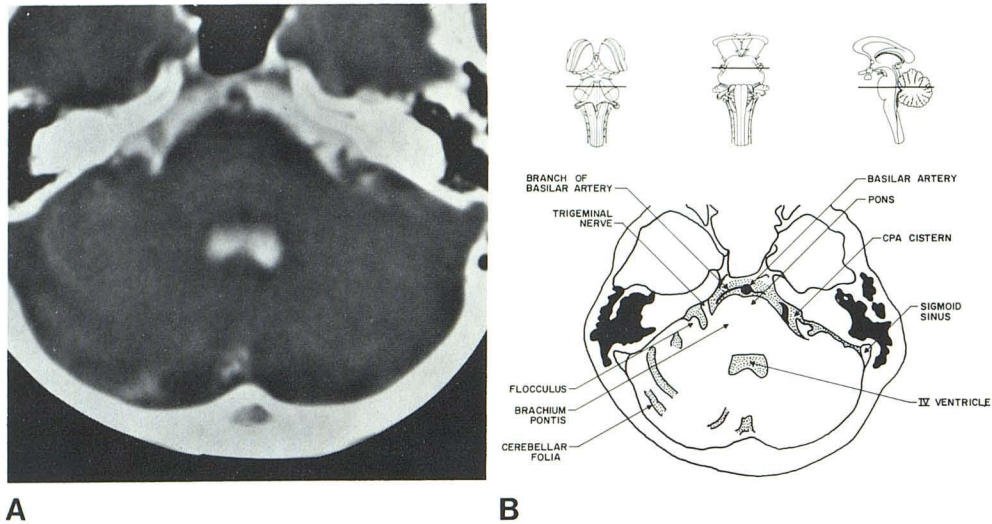 BRANCH OF
BASILAR ARTERY
TRIGEMINAL
NERVE
BASILAR ARTERY
PONS
CPA CISTERN
SIGMOID
SINUS
FLOCCULUS
BRACHIUM
PONTIS
CEREBELLAR
FOLIA
IV VENTRICLE
A
B